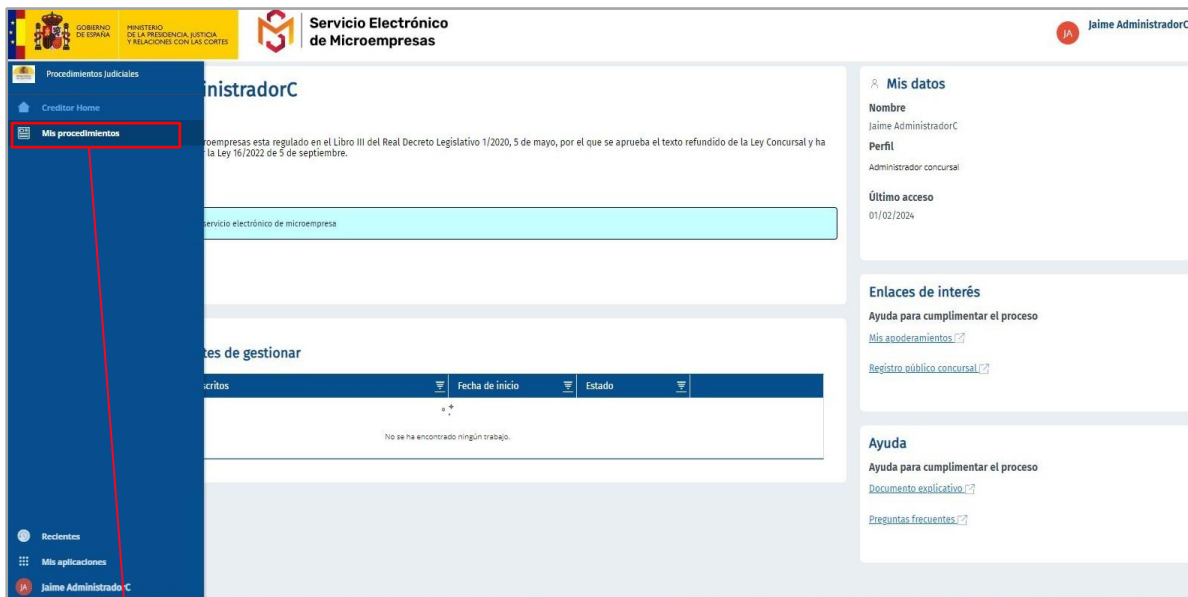 GOBIERNO
DE ESPAÑA
MINISTERIO
DE LA PRESIDENCIA, JUSTICIA
Y RELACIONES CON LAS CORTES
Servicio Electrónico
de Microempresas
JA
Jaime AdministradorC
Procedimientos Judiciales
Creditor Home
Mis procedimientos
inistradorC
roempresas esta regulado en el Libro III del Real Decreto Legislativo 1/2020, 5 de mayo, por el que se aprueba el texto refundido de la Ley Concursal y ha
la Ley 16/2022 de 5 de septiembre.
servicio electrónico de microempresa
tes de gestionar
scritos
Fecha de inicio
Estado
No se ha encontrado ningún trabajo.
Mis datos
Nombre
Jaime AdministradorC
Perfil
Administrador concursal
Último acceso
01/02/2024
Enlaces de interés
Ayuda para cumplimentar el proceso
Mis apoderamientos
Registro público concursal
Ayuda
Ayuda para cumplimentar el proceso
Documento explicativo
Preguntas frecuentes
Recientes
Mis aplicaciones
JA
Jaime AdministradorC